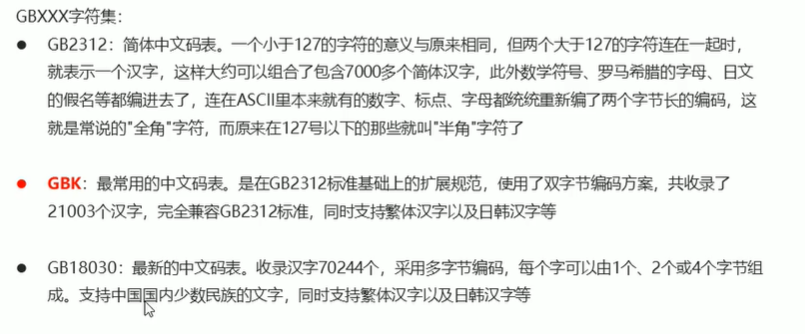 GBXXX字符集：
● GB2312：简体中文码表。一个小于127的字符的意义与原来相同，但两个大于127的字符连在一起时，
就表示一个汉字，这样大约可以组合了包含7000多个简体汉字，此外数学符号、罗马希腊的字母、日文
的假名等都编进去了，连在ASCII里本来就有的数字、标点、字母都统统重新编了两个字节长的编码，这
就是常说的"全角"字符，而原来在127号以下的那些就叫"半角"字符了
● GBK：最常用的中文码表。是在GB2312标准基础上的扩展规范，使用了双字节编码方案，共收录了
21003个汉字，完全兼容GB2312标准，同时支持繁体汉字以及日韩汉字等
● GB18030：最新的中文码表。收录汉字70244个，采用多字节编码，每个字可以由1个、2个或4个字节组
成。支持中国国内少数民族的文字，同时支持繁体汉字以及日韩汉字等